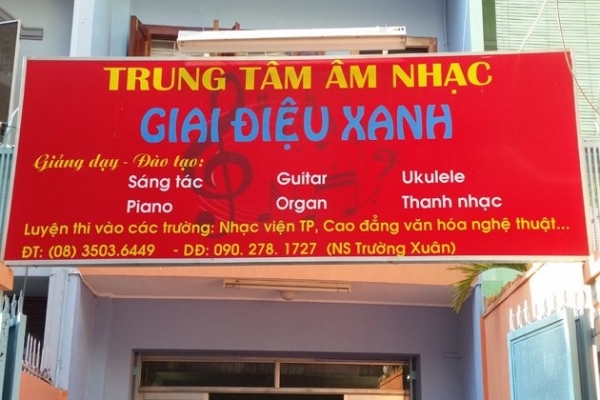 TRUNG TÂM ÂM NHẠC
GIAI ĐIỆU XANH
Giảng dạy - Đào tạo:
Sáng tác Guitar Ukulele
Piano Organ Thanh nhạc
Luyện thi vào các trường: Nhạc viện TP, Cao đẳng văn hóa nghệ thuật...
ĐT: (08) 3503.6449 - DĐ: 090. 278. 1727 (NS Trường Xuân)